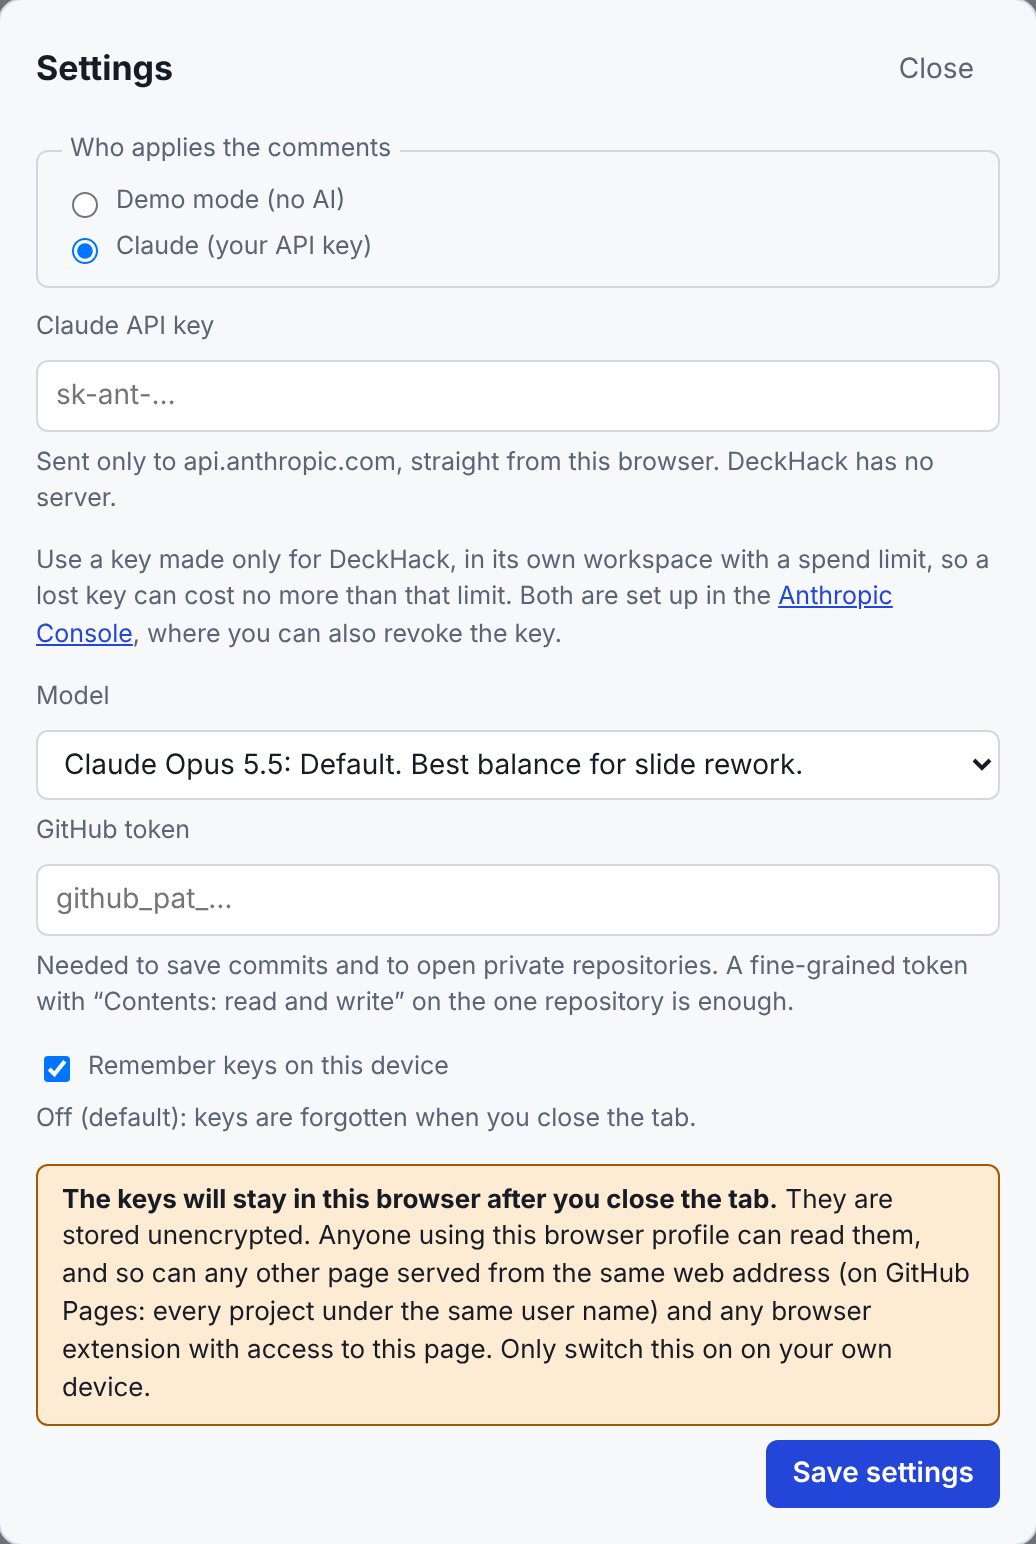 Settings
Close
Who applies the comments
Demo mode (no AI)
Claude (your API key)
Claude API key
sk-ant-...
Sent only to api.anthropic.com, straight from this browser. DeckHack has no
server.
Use a key made only for DeckHack, in its own workspace with a spend limit, so a
lost key can cost no more than that limit. Both are set up in the Anthropic
Console, where you can also revoke the key.
Model
Claude Opus 5.5: Default. Best balance for slide rework.
GitHub token
github_pat_...
Needed to save commits and to open private repositories. A fine-grained token
with “Contents: read and write” on the one repository is enough.
Remember keys on this device
Off (default): keys are forgotten when you close the tab.
The keys will stay in this browser after you close the tab. They are
stored unencrypted. Anyone using this browser profile can read them,
and so can any other page served from the same web address (on GitHub
Pages: every project under the same user name) and any browser
extension with access to this page. Only switch this on on your own
device.
Save settings